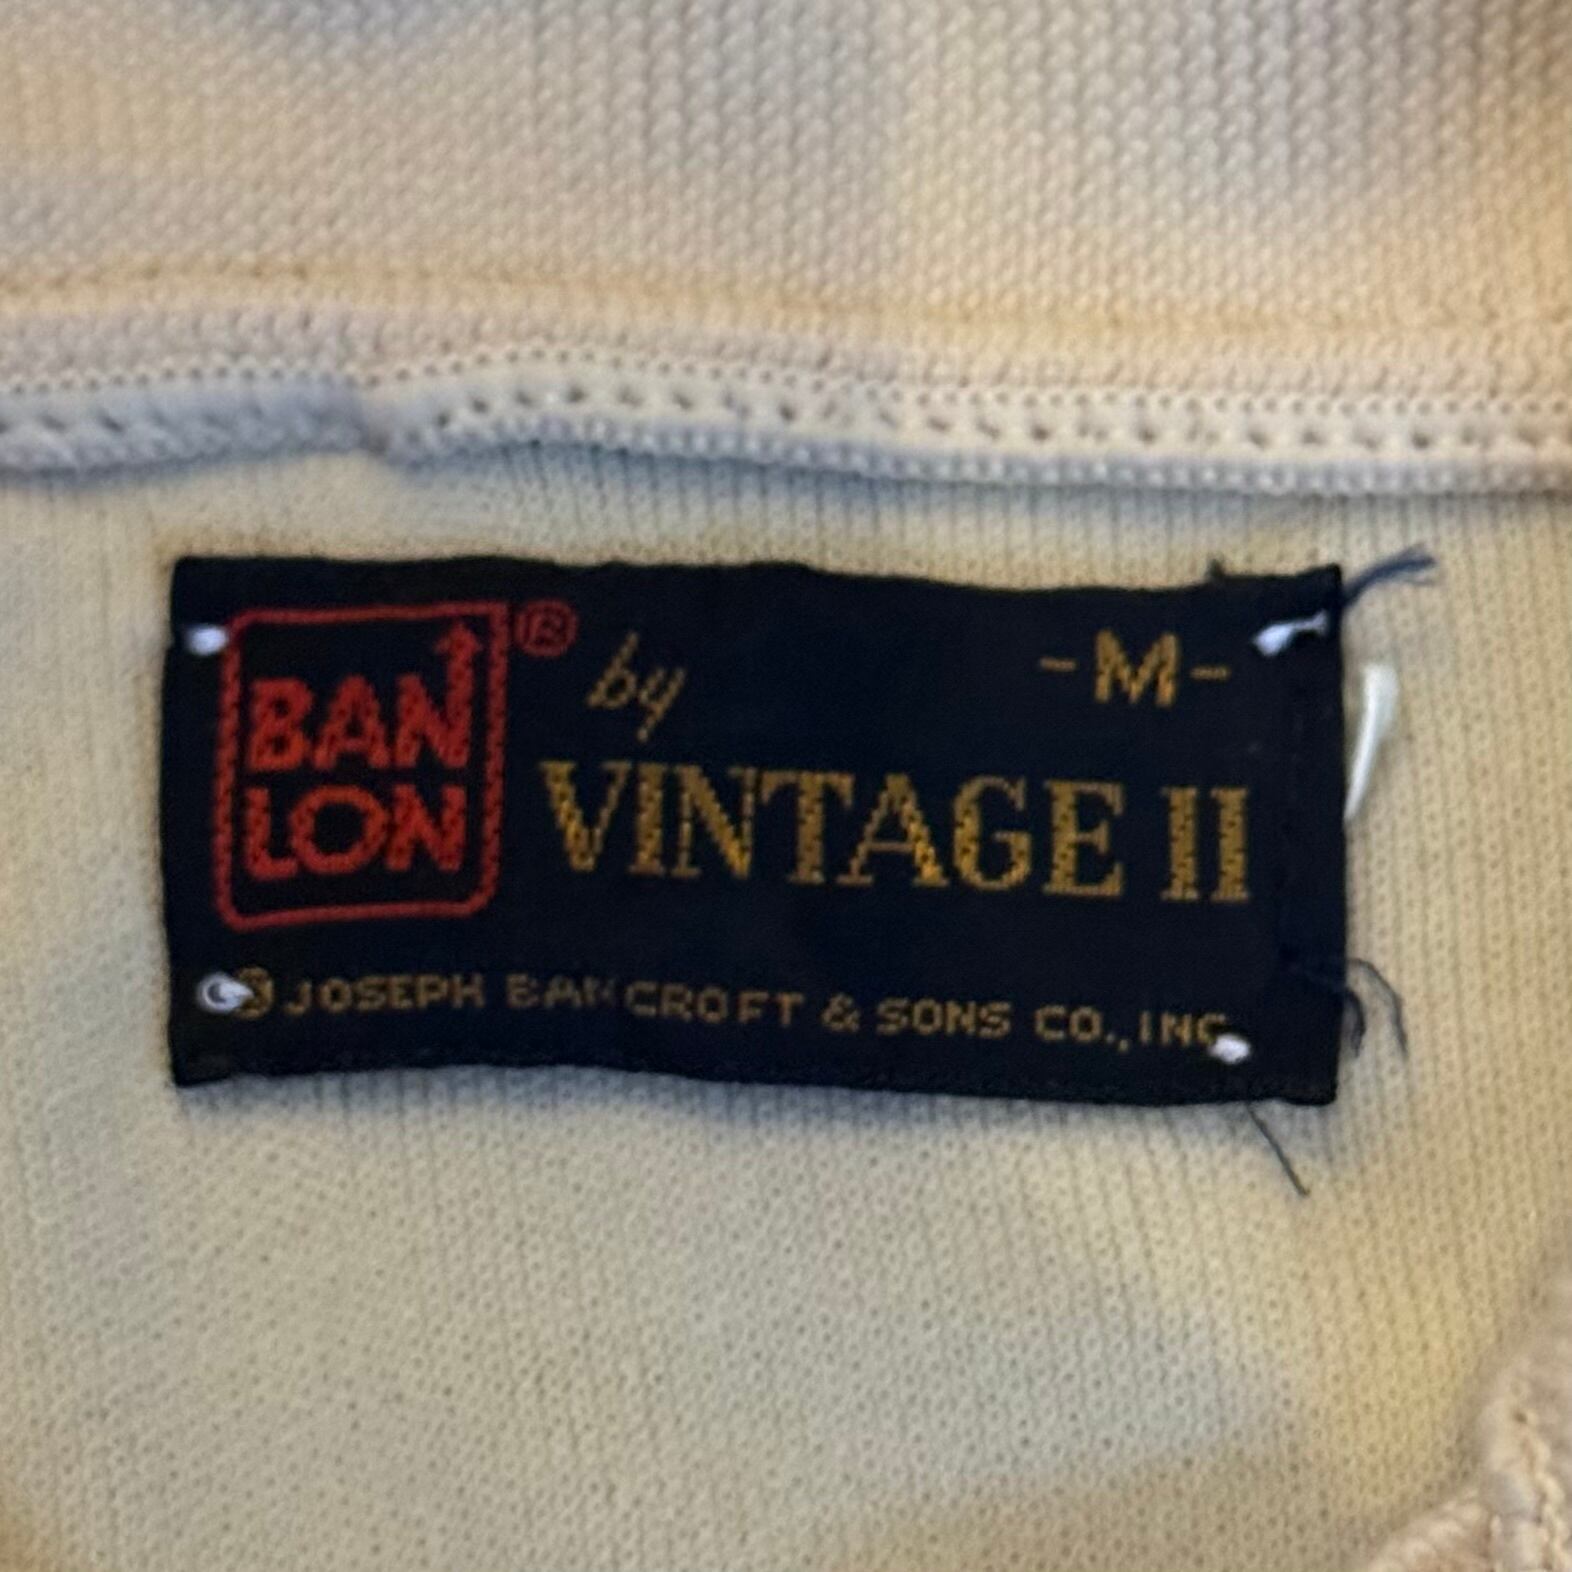 BAN
LON ®
by
-M-
VINTAGE II
® JOSEPH BANCROFT & SONS CO., INC.